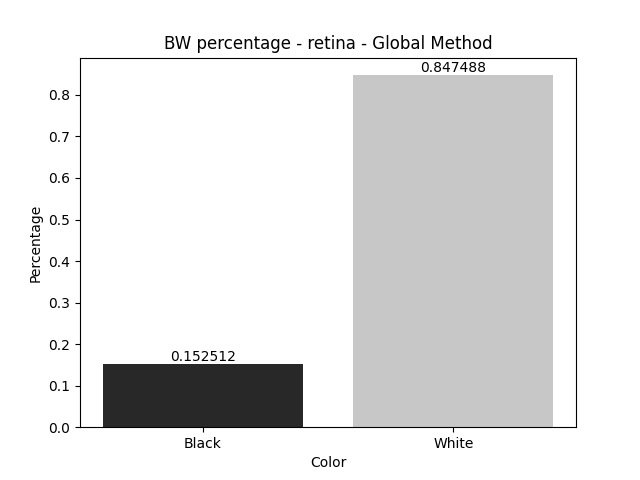 BW percentage - retina - Global Method
0.847488
0.8
0.7
0.6
0.5
0.4
0.3
0.2
0.1
0.0
Percentage
0.152512
Black
White
Color